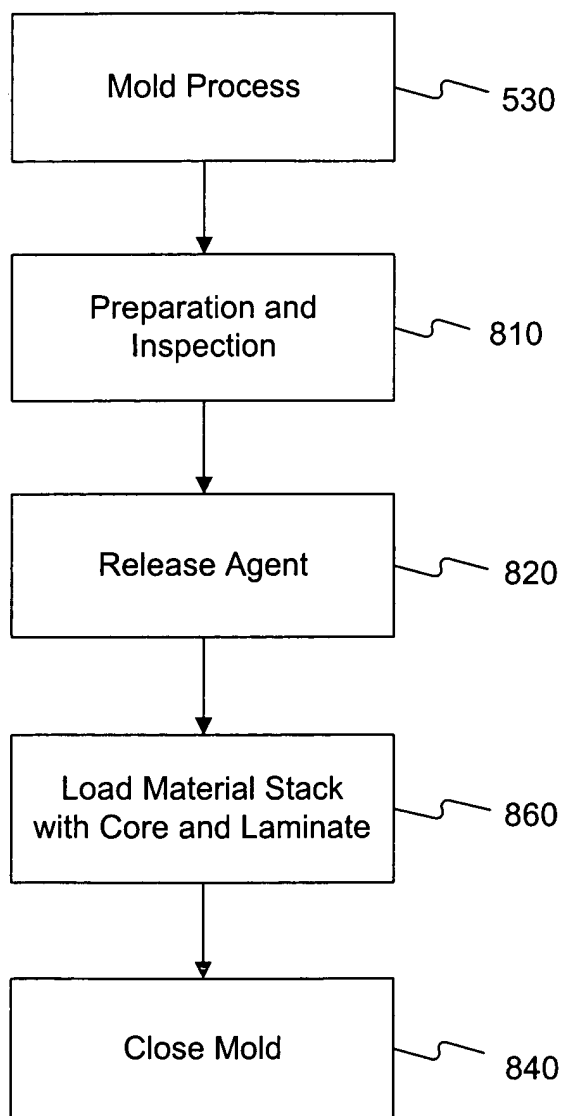 Mold Process
530
Preparation and
Inspection
810
Release Agent
820
Load Material Stack
with Core and Laminate
860
Close Mold
840